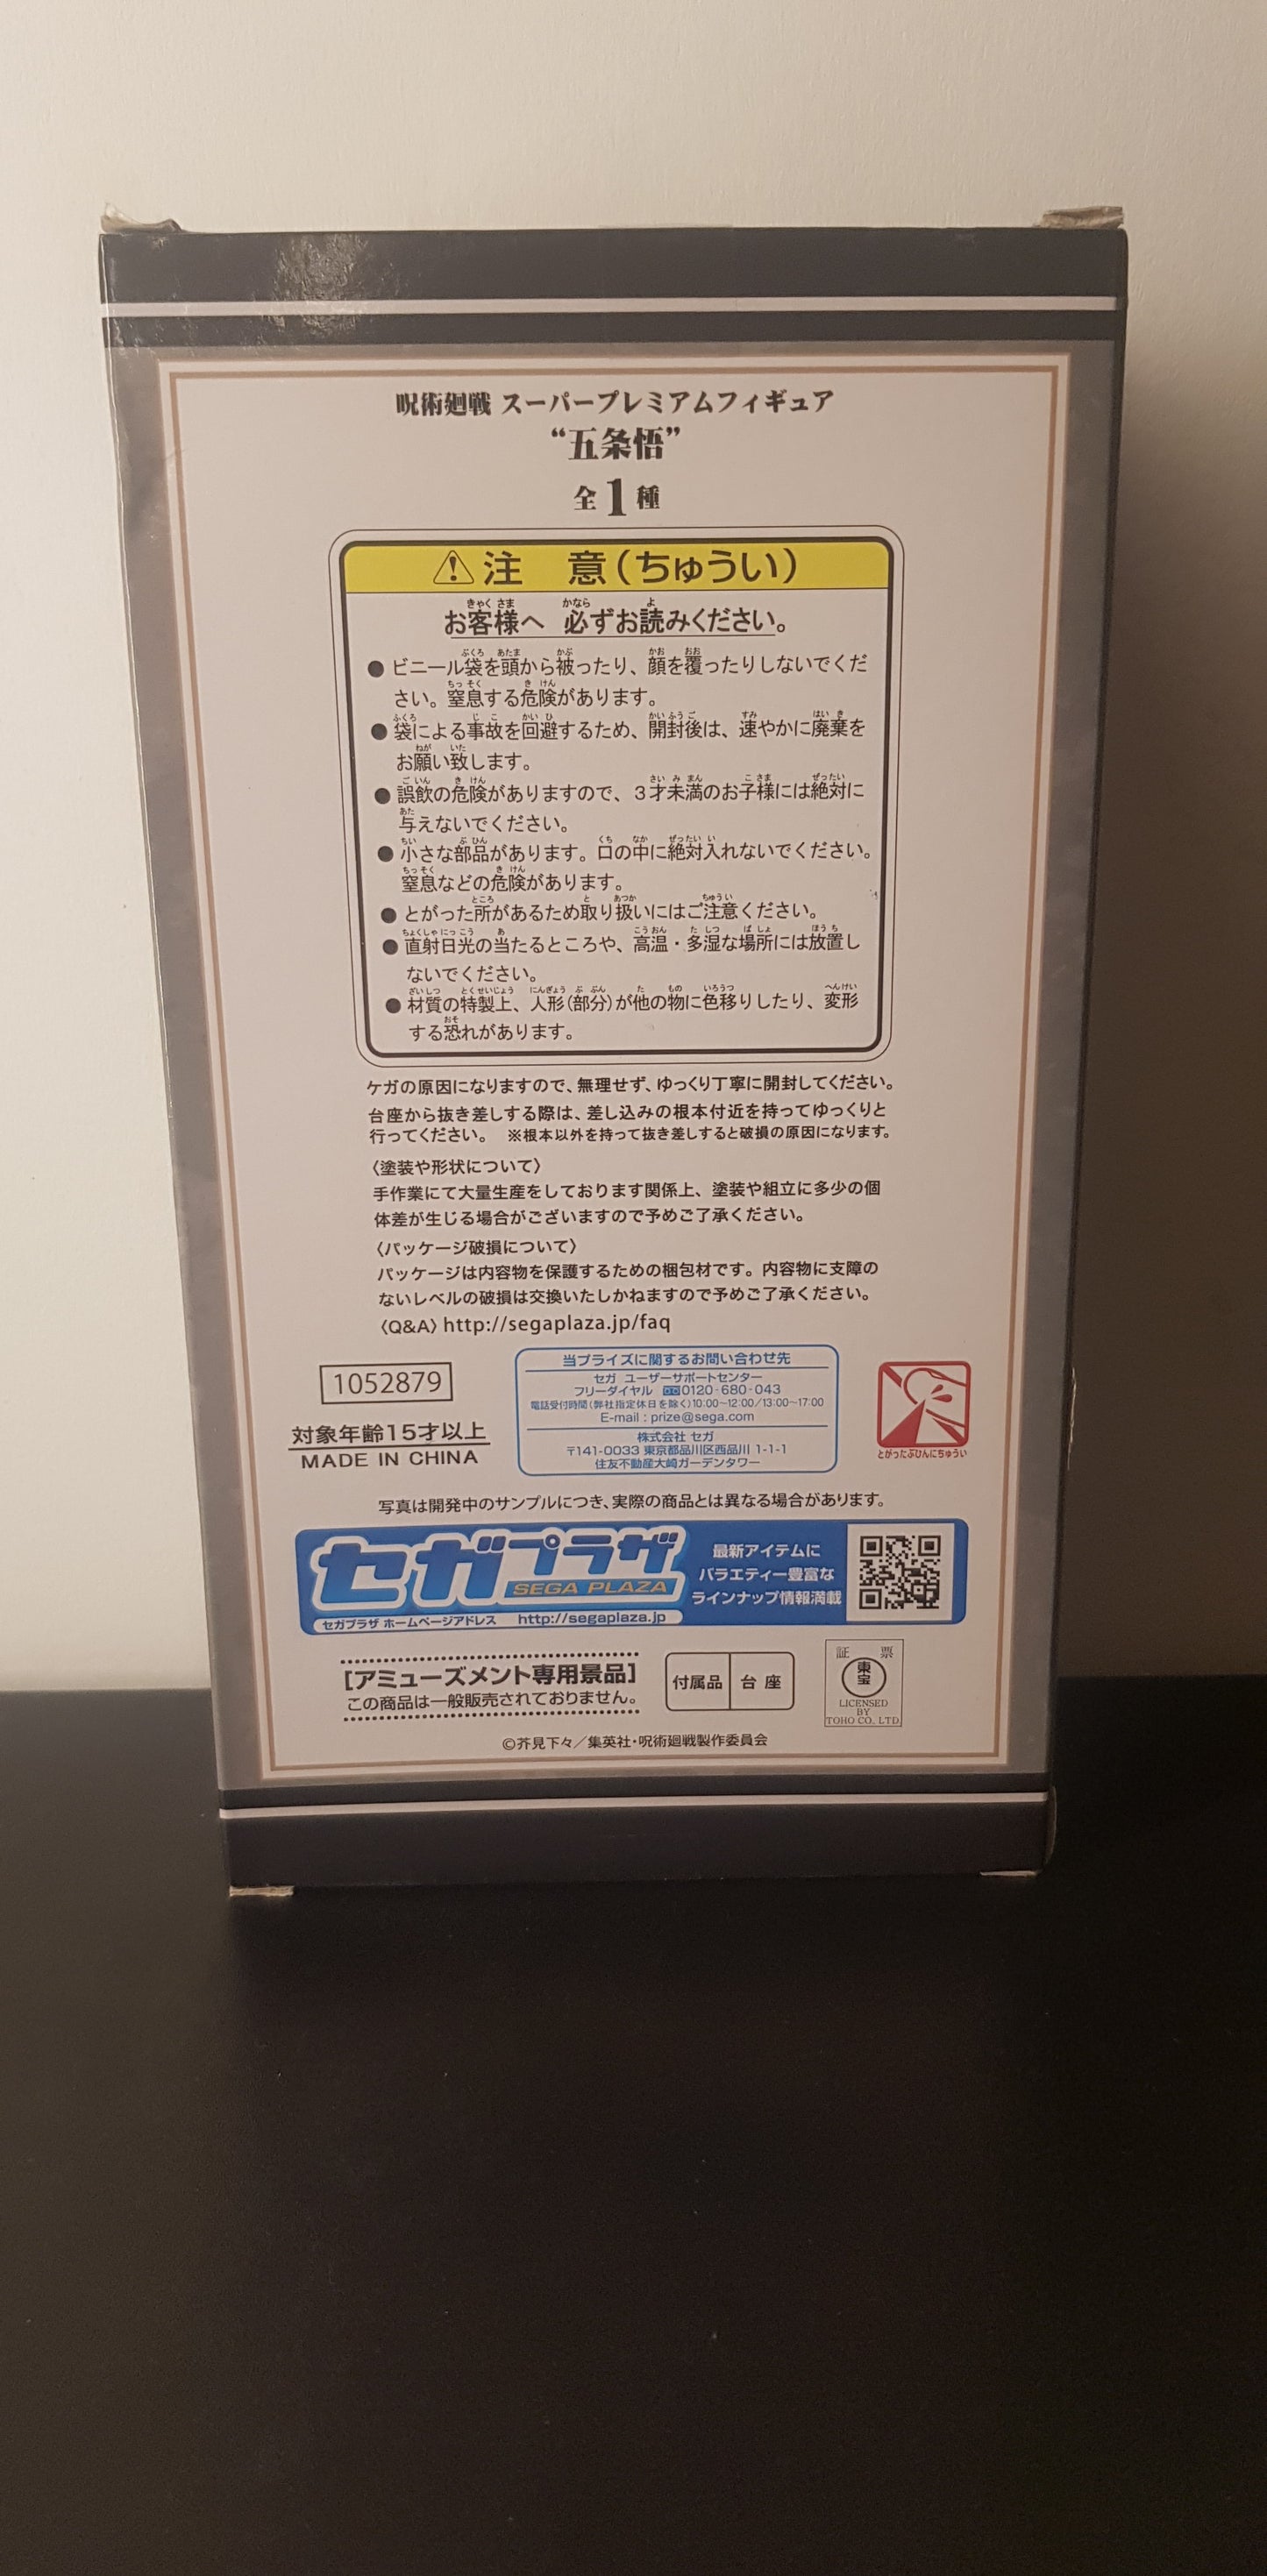 呪術廻戦 スーパープレミアムフィギュア
“五条悟”
全1種
注 意(ちゅうい)
お客様へ 必ずお読みください。
● ビニール袋を頭から被ったり、顔を覆ったりしないでくだ
さい。窒息する危険があります。
● 袋による事故を回避するため、開封後は、速やかに廃棄を
お願い致します。
● 誤飲の危険がありますので、3才未満のお子様には絶対に
与えないでください。
● 小さな部品があります。口の中に絶対入れないでください。
窒息などの危険があります。
● とがった所があるため取り扱いにはご注意ください。
● 直射日光の当たるところや、高温・多湿な場所には放置し
ないでください。
● 材質の特製上、人形(部分)が他の物に色移りしたり、変形
する恐れがあります。
ケガの原因になりますので、無理せず、ゆっくり丁寧に開封してください。
台座から抜き差しする際は、差し込みの根本付近を持ってゆっくりと
行ってください。 ※根本以外を持って抜き差しすると破損の原因になります。
〈塗装や形状について〉
手作業にて大量生産をしております関係上、塗装や組立に多少の個
体差が生じる場合がございますので予めご了承ください。
〈パッケージ破損について〉
パッケージは内容物を保護するための梱包材です。内容物に支障の
ないレベルの破損は交換いたしかねますので予めご了承ください。
〈Q&A〉http://segaplaza.jp/faq
1052879
対象年齢15才以上
MADE IN CHINA
当プライズに関するお問い合わせ先
セガ ユーザーサポートセンター
フリーダイヤル 0120-680-043
電話受付時間(弊社指定休日を除く)10:00~12:00/13:00~17:00
E-mail : prize@sega.com
株式会社 セガ
〒141-0033 東京都品川区西品川 1-1-1
住友不動産大崎ガーデンタワー
とがったぶひんにちゅうい
写真は開発中のサンプルにつき、実際の商品とは異なる場合があります。
セガプラザ
SEGA PLAZA
セガプラザ ホームページアドレス http://segaplaza.jp
最新アイテムに
バラエティー豊富な
ラインナップ情報満載
[アミューズメント専用景品]
この商品は一般販売されておりません。
付属品 台 座
証 票
東宝
LICENSED
BY
TOHO CO., LTD.
©芥見下々/集英社・呪術廻戦製作委員会